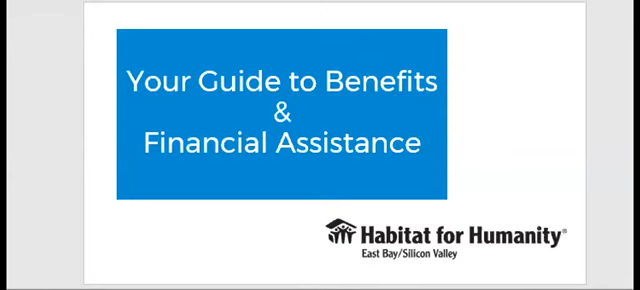 Your Guide to Benefits
&
Financial Assistance
Habitat for Humanity®
East Bay/Silicon Valley